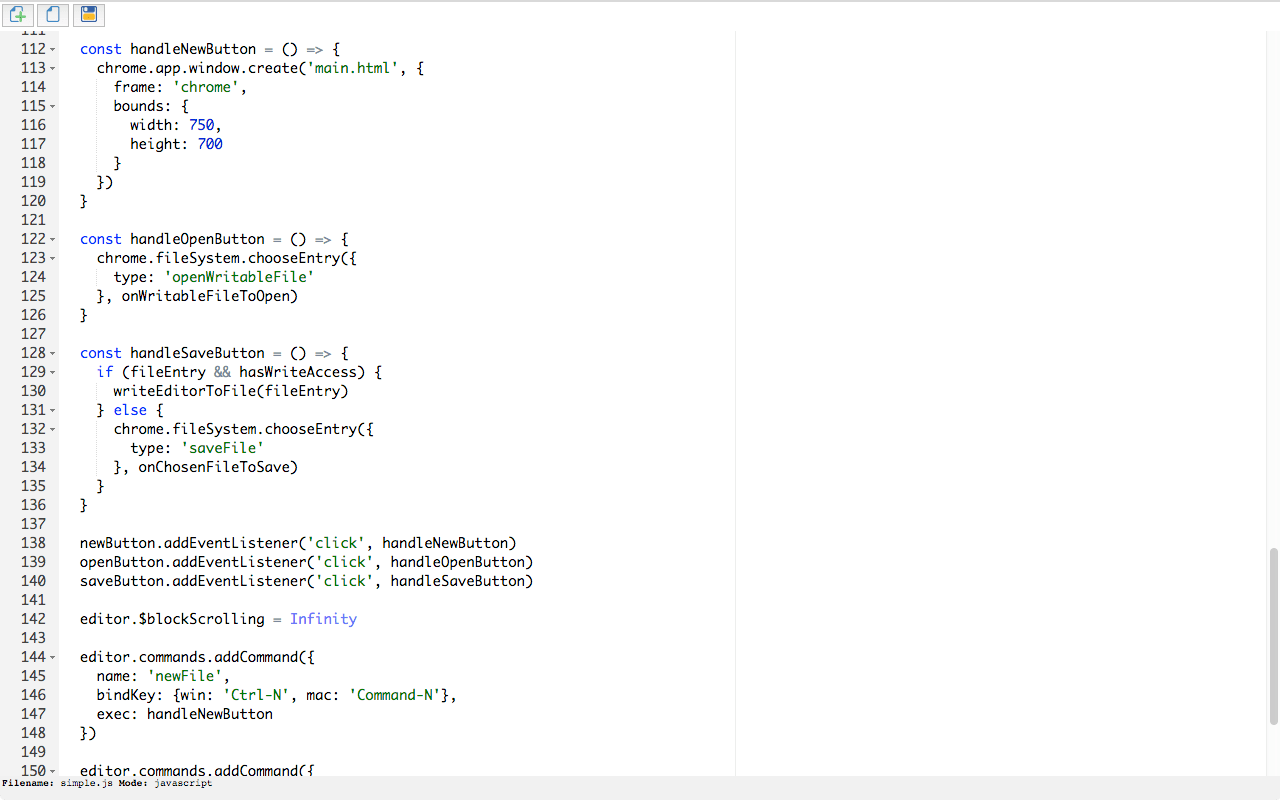 111
112 const handleNewButton = () => {
113 chrome.app.window.create('main.html', {
114 frame: 'chrome',
115 bounds: {
116 width: 750,
117 height: 700
118 }
119 })
120 }
121
122 const handleOpenButton = () => {
123 chrome.fileSystem.chooseEntry({
124 type: 'openWritableFile'
125 }, onWritableFileToOpen)
126 }
127
128 const handleSaveButton = () => {
129 if (fileEntry && hasWriteAccess) {
130 writeEditorToFile(fileEntry)
131 } else {
132 chrome.fileSystem.chooseEntry({
133 type: 'saveFile'
134 }, onChosenFileToSave)
135 }
136 }
137
138 newButton.addEventListener('click', handleNewButton)
139 openButton.addEventListener('click', handleOpenButton)
140 saveButton.addEventListener('click', handleSaveButton)
141
142 editor.$blockScrolling = Infinity
143
144 editor.commands.addCommand({
145 name: 'newFile',
146 bindKey: {win: 'Ctrl-N', mac: 'Command-N'},
147 exec: handleNewButton
148 })
149
150 editor.commands.addCommand({
Filename: simple.js Mode: javascript